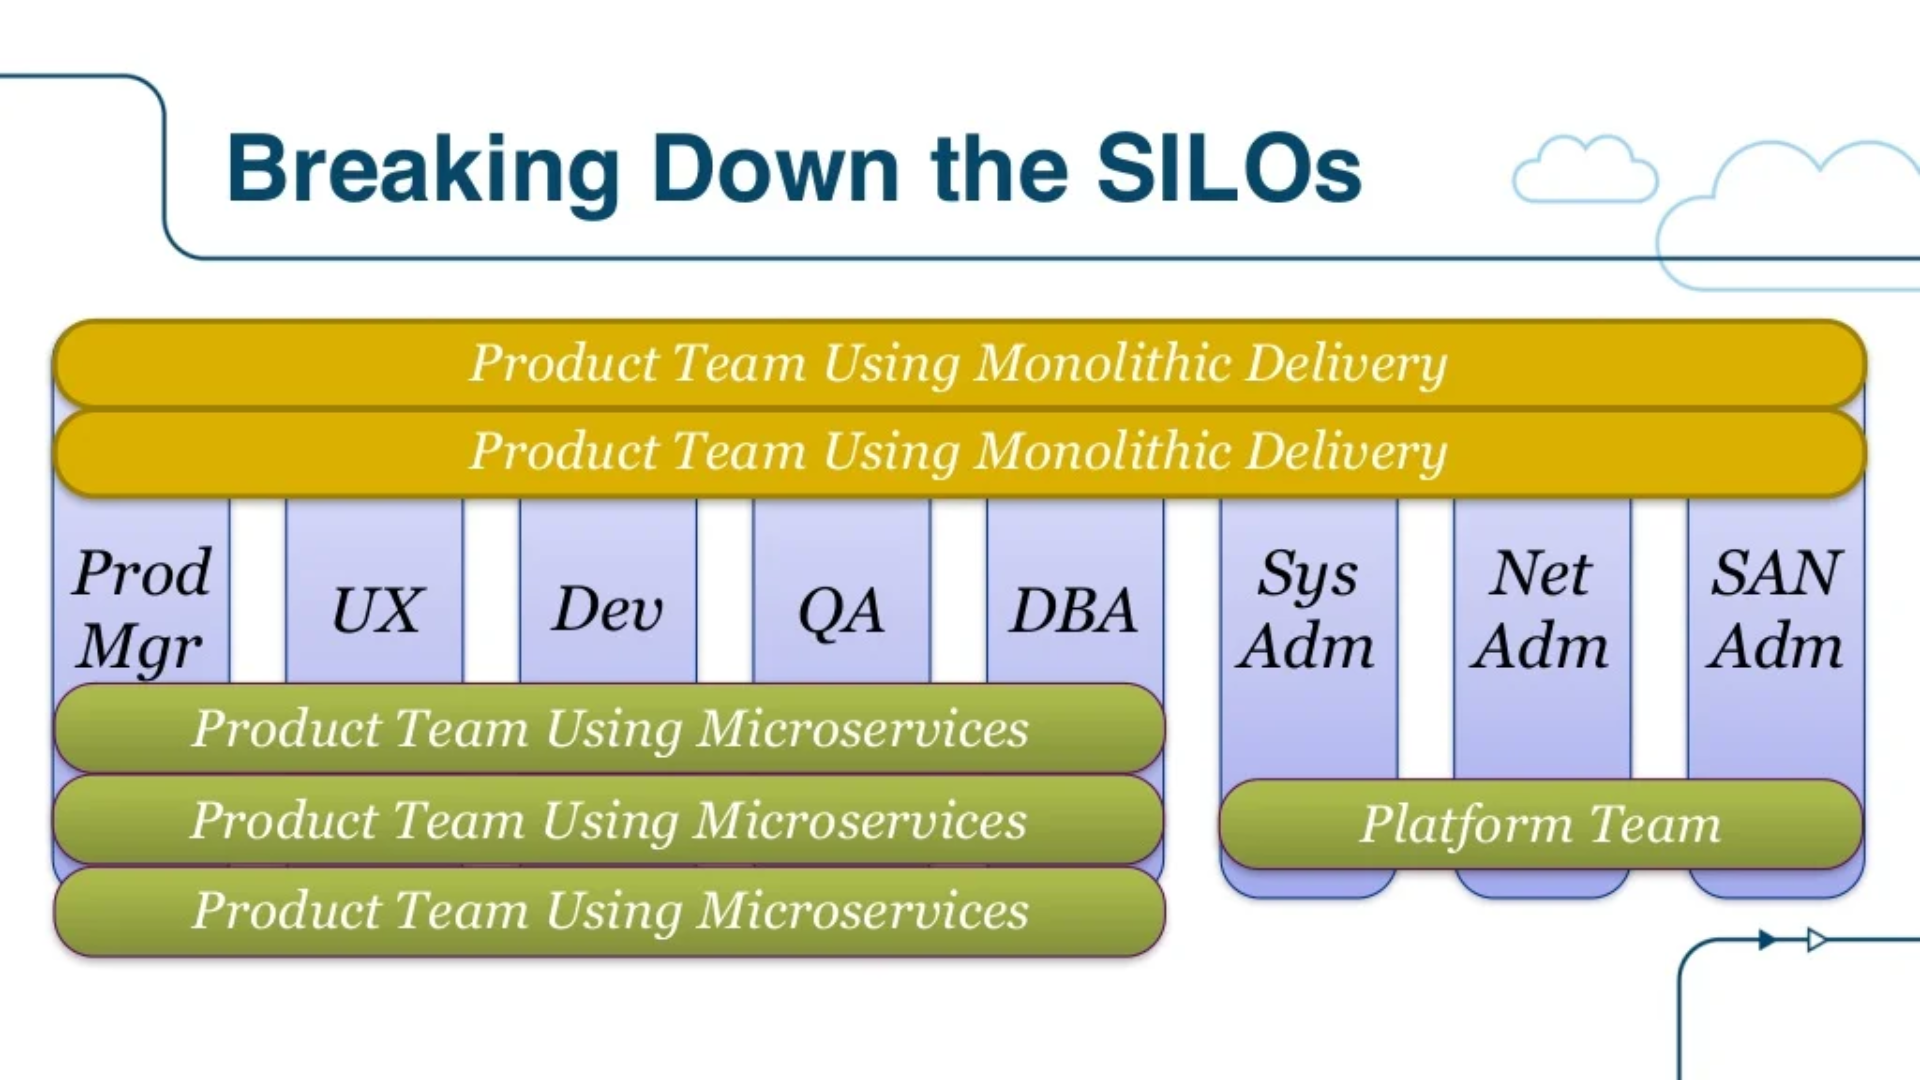 Breaking Down the SILOs
Product Team Using Monolithic Delivery
Product Team Using Monolithic Delivery
Prod
Mgr
UX
Dev
QA
DBA
Sys
Adm
Net
Adm
SAN
Adm
Product Team Using Microservices
Product Team Using Microservices
Platform Team
Product Team Using Microservices